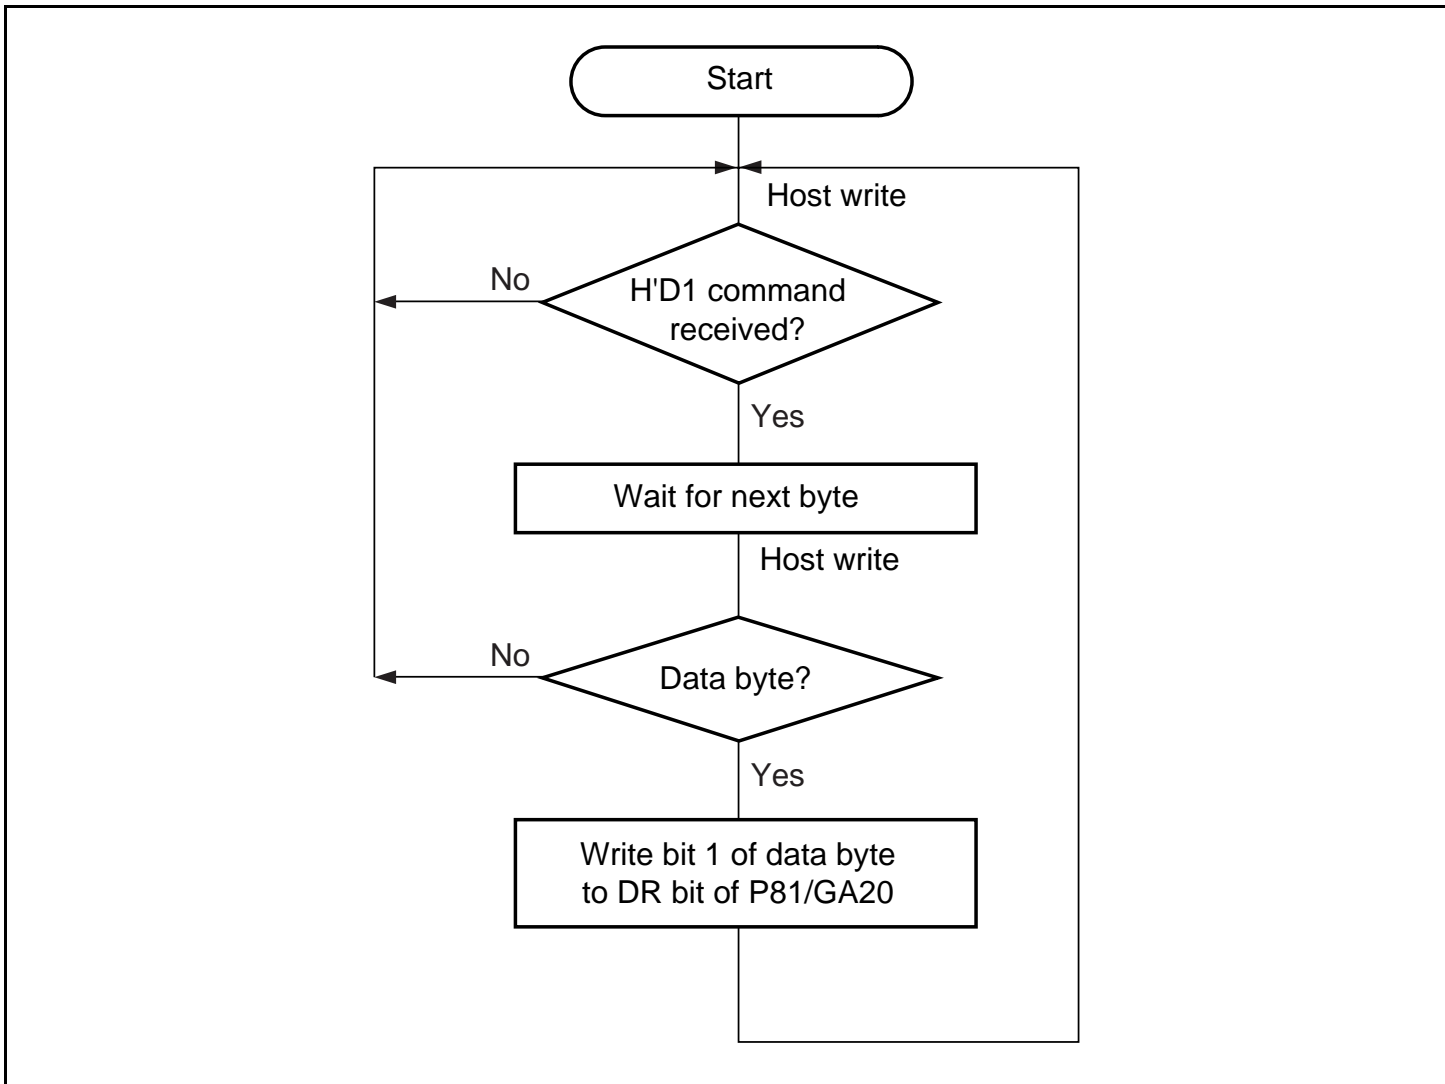 Start
Host write
No
H'D1 command
received?
Yes
Wait for next byte
Host write
No
Data byte?
Yes
Write bit 1 of data byte
to DR bit of P81/GA20